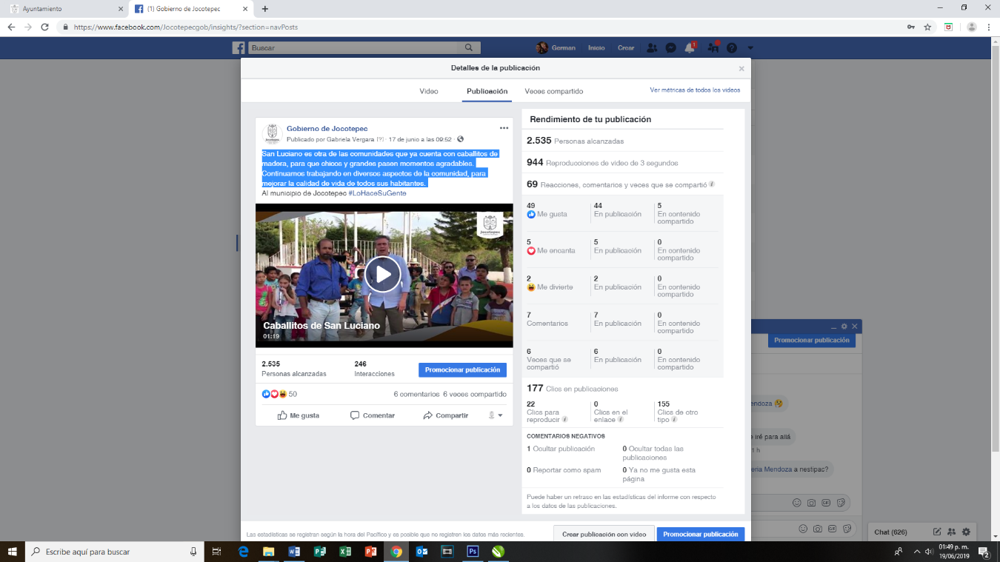 Ayuntamiento
(1) Gobierno de Jocotepec
https://www.facebook.com/Jocotepecgob/insights/?section=navPosts
Buscar
German
Inicio
Crear
1
Detalles de la publicación
Video
Publicación
Veces compartido
Ver métricas de todos los videos
Gobierno de Jocotepec
Publicado por Gabriela Vergara [?] · 17 de junio a las 09:52 ·
San Luciano es otra de las comunidades que ya cuenta con caballitos de
madera, para que chicos y grandes pasen momentos agradables.
Continuamos trabajando en diversos aspectos de la comunidad, para
mejorar la calidad de vida de todos sus habitantes.
Al municipio de Jocotepec #LoHaceSuGente
Jocotepec
Caballitos de San Luciano
01:19
2.535
Personas alcanzadas
246
Interacciones
Promocionar publicación
50
6 comentarios 6 veces compartido
Me gusta
Comentar
Compartir
Rendimiento de tu publicación
2.535 Personas alcanzadas
944 Reproducciones de video de 3 segundos
69 Reacciones, comentarios y veces que se compartió
49
Me gusta
44
En publicación
5
En contenido
compartido
5
Me encanta
5
En publicación
0
En contenido
compartido
2
Me divierte
2
En publicación
0
En contenido
compartido
7
Comentarios
7
En publicación
0
En contenido
compartido
6
Veces que se
compartió
6
En publicación
0
En contenido
compartido
177 Clics en publicaciones
22
Clics para
reproducir
0
Clics en el
enlace
155
Clics de otro
tipo
COMENTARIOS NEGATIVOS
1 Ocultar publicación
0 Ocultar todas las
publicaciones
0 Reportar como spam
0 Ya no me gusta esta
página
Puede haber un retraso en las estadísticas del informe con respecto
a los datos de las publicaciones.
Las estadísticas se registran según la hora del Pacífico y es posible que no registren los datos más recientes.
Crear publicación con video
Promocionar publicación
Promocionar publicación
endoza
e iré para allá
1 h
ería Mendoza a nestipac?
Chat (626)
Escribe aquí para buscar
01:49 p. m.
19/06/2019
2